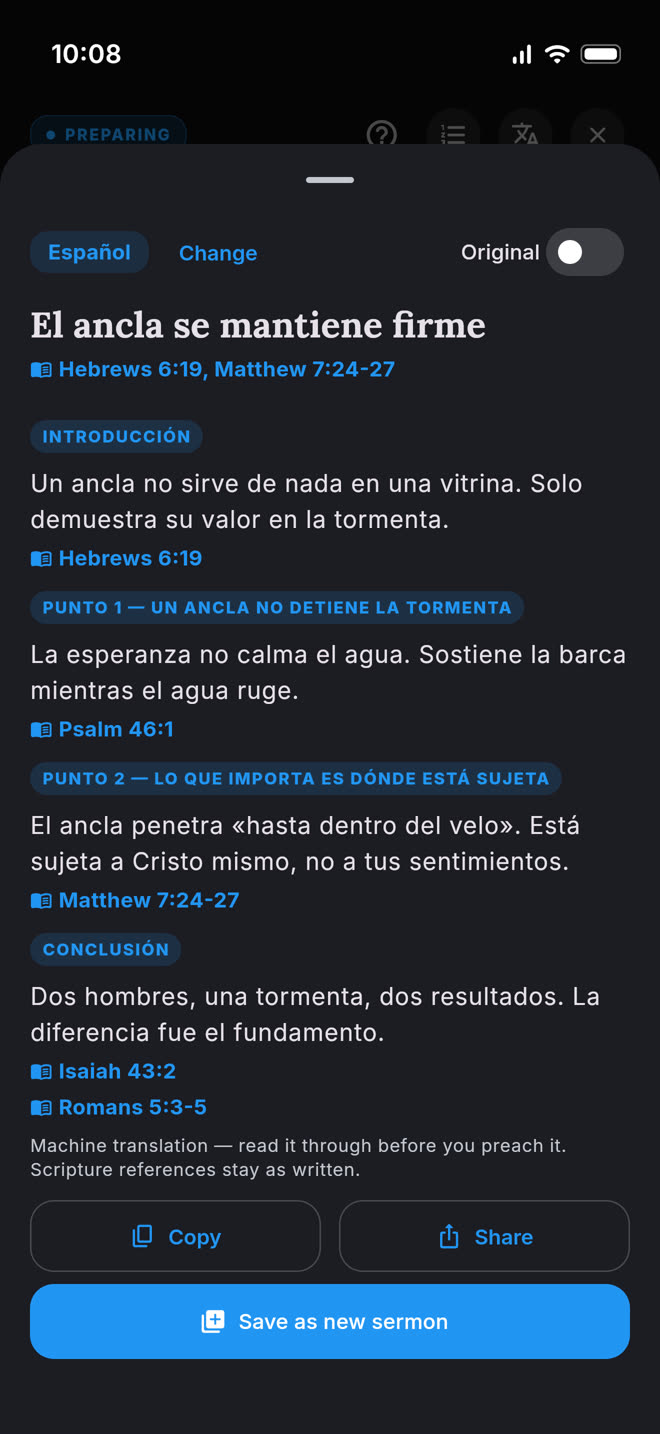 10:08
PREPARING
Español Change Original
El ancla se mantiene firme
Hebrews 6:19, Matthew 7:24-27
INTRODUCCIÓN
Un ancla no sirve de nada en una vitrina. Solo
demuestra su valor en la tormenta.
Hebrews 6:19
PUNTO 1 — UN ANCLA NO DETIENE LA TORMENTA
La esperanza no calma el agua. Sostiene la barca
mientras el agua ruge.
Psalm 46:1
PUNTO 2 — LO QUE IMPORTA ES DÓNDE ESTÁ SUJETA
El ancla penetra «hasta dentro del velo». Está
sujeta a Cristo mismo, no a tus sentimientos.
Matthew 7:24-27
CONCLUSIÓN
Dos hombres, una tormenta, dos resultados. La
diferencia fue el fundamento.
Isaiah 43:2
Romans 5:3-5
Machine translation — read it through before you preach it.
Scripture references stay as written.
Copy Share
Save as new sermon